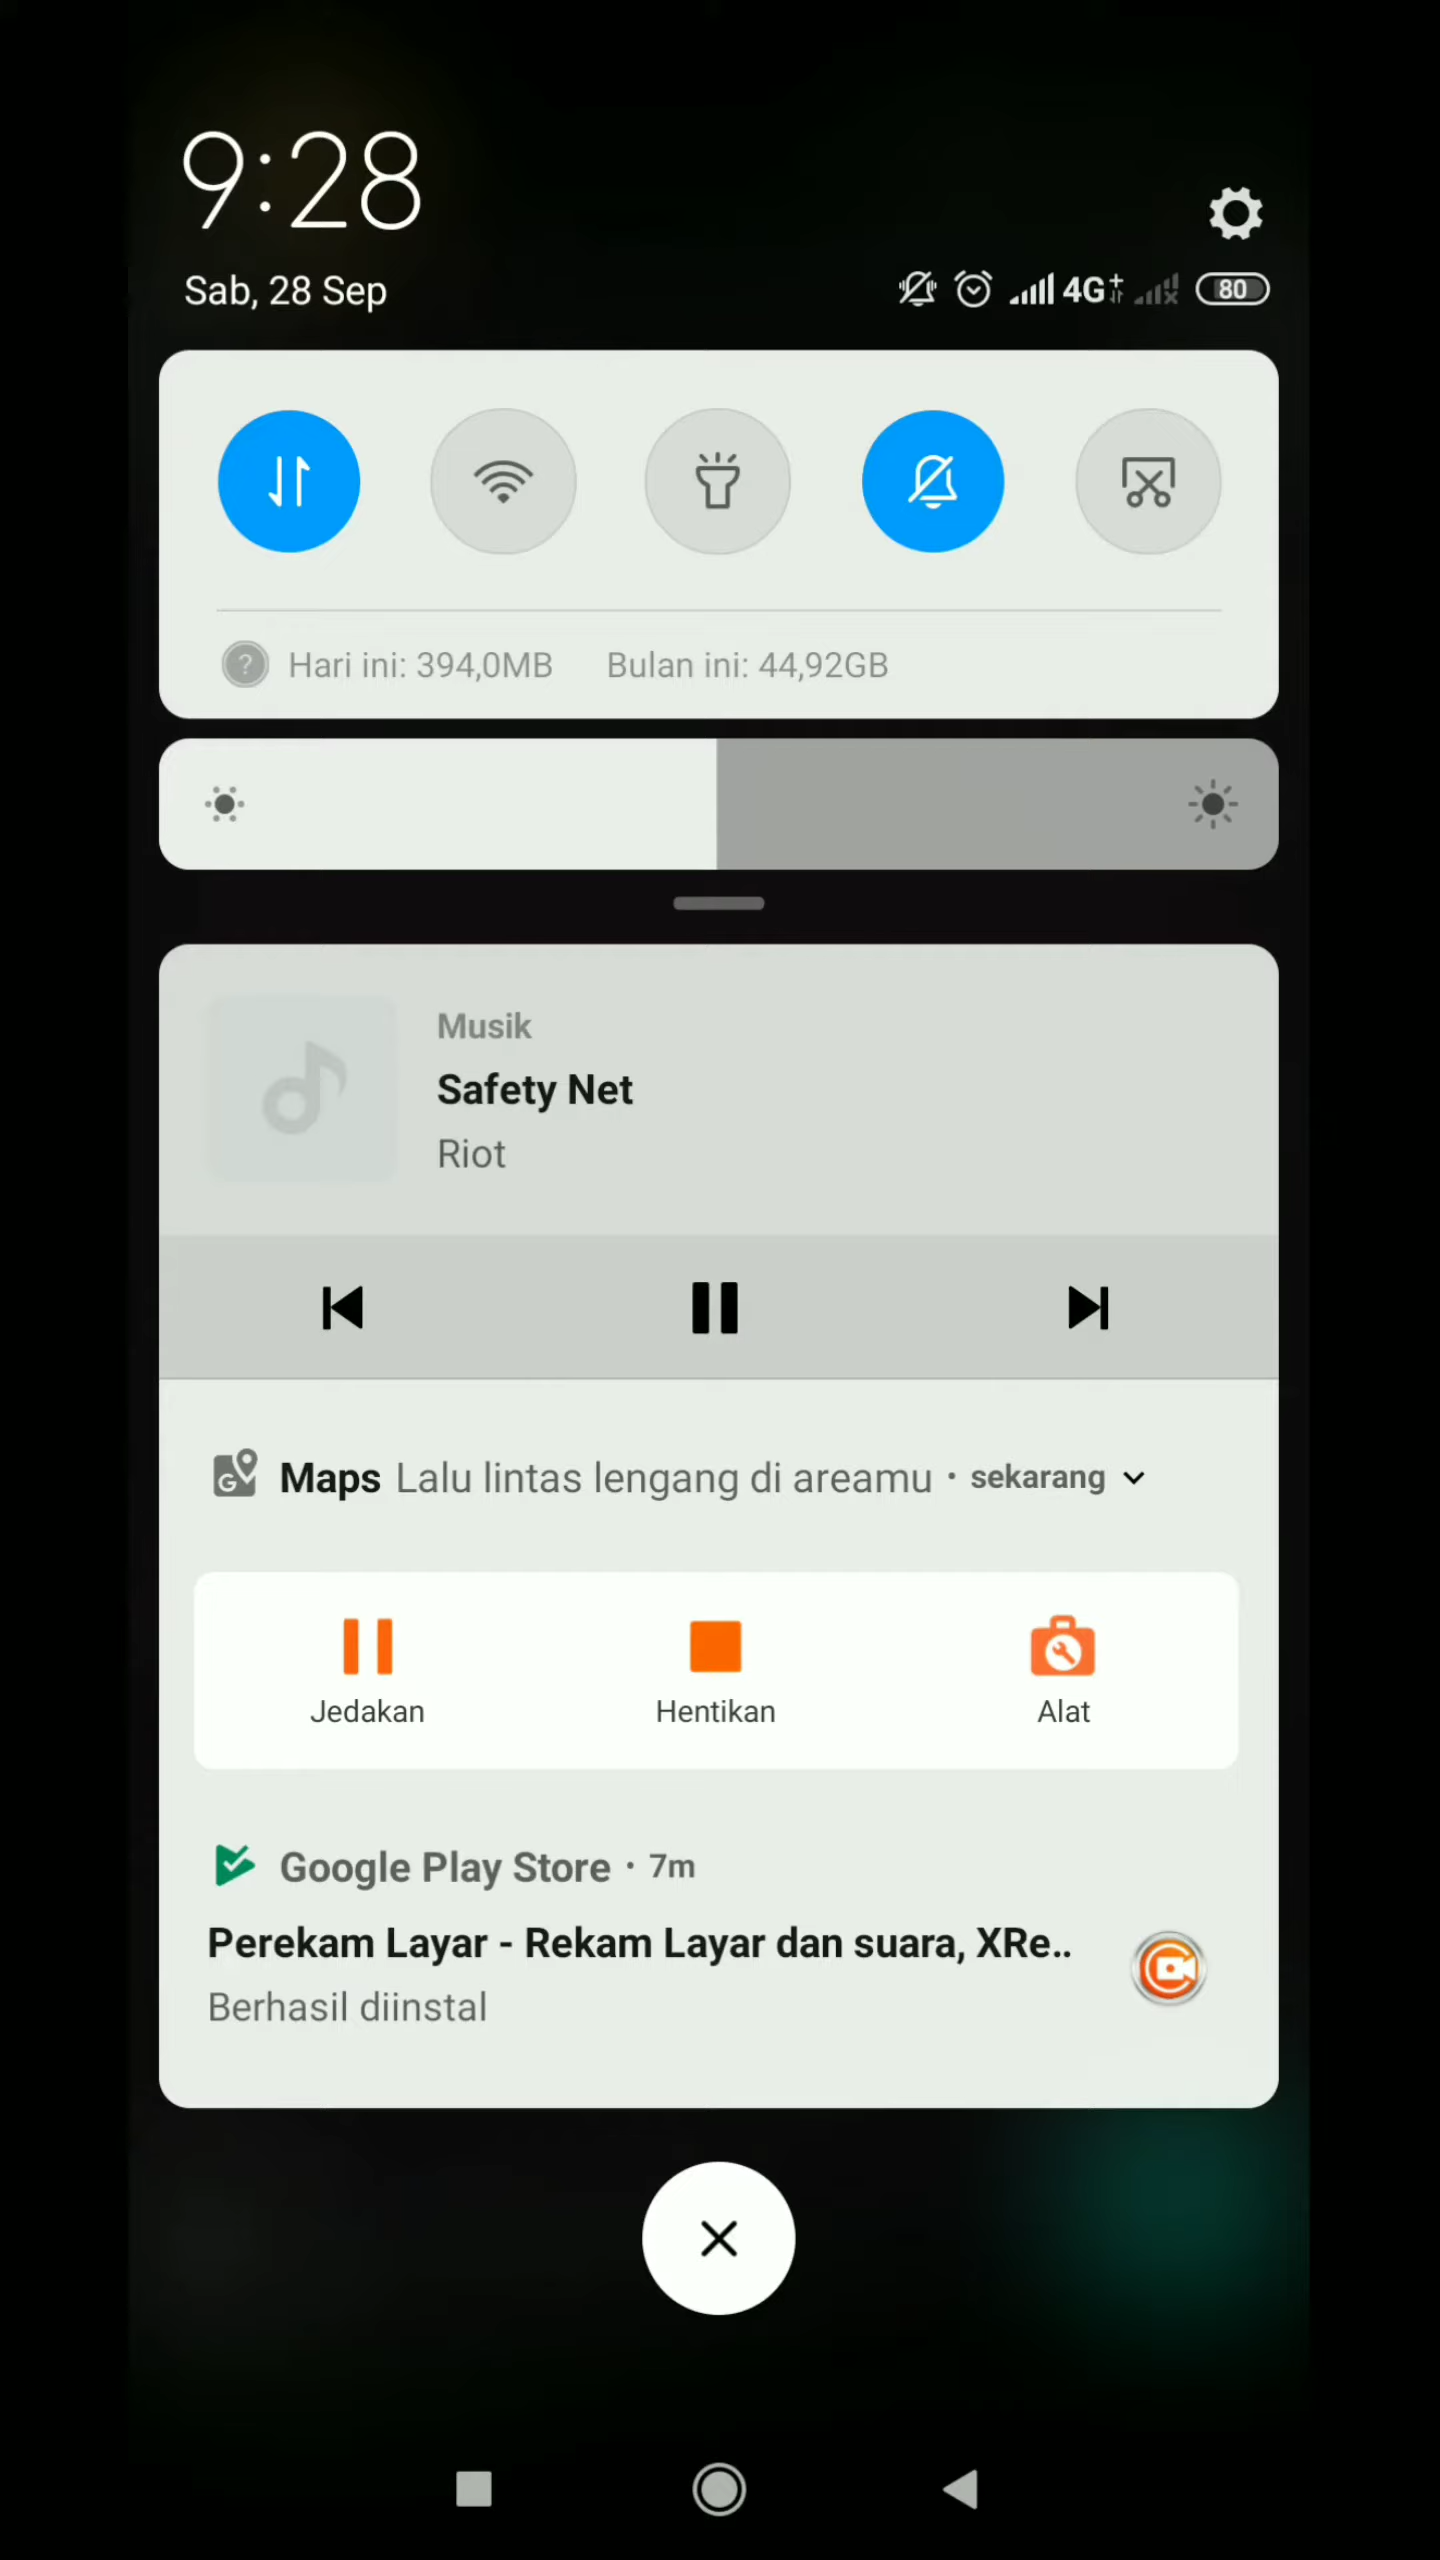 9:28
Sab, 28 Sep
4G+ 80
Hari ini: 394,0MB Bulan ini: 44,92GB
Musik
Safety Net
Riot
Maps Lalu lintas lengang di areamu • sekarang
Jedakan Hentikan Alat
Google Play Store • 7m
Perekam Layar - Rekam Layar dan suara, XRe..
Berhasil diinstal